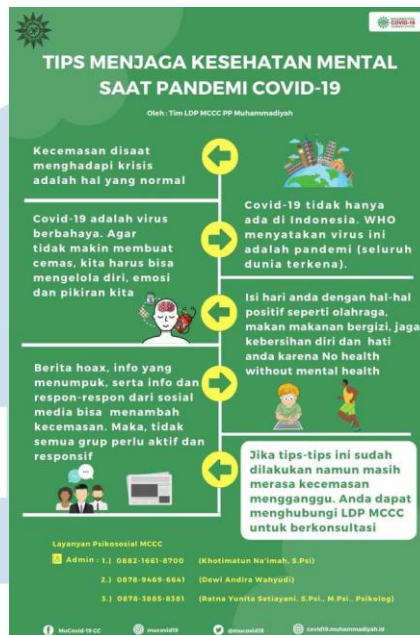 COVID-19
TIPS MENJAGA KESEHATAN MENTAL
SAAT PANDEMI COVID-19
Oleh : Tim LDP MCCC PP Muhammadiyah
Kecemasan disaat
menghadapi krisis
adalah hal yang normal
Covid-19 tidak hanya
ada di Indonesia. WHO
menyatakan virus ini
adalah pandemi (seluruh
dunia terkena).
Covid-19 adalah virus
berbahaya. Agar
tidak makin membuat
cemas, kita harus bisa
mengelola diri, emosi
dan pikiran kita
Isi hari anda dengan hal-hal
positif seperti olahraga,
makan makanan bergizi, jaga
kebersihan diri dan hati
anda karena No health
without mental health
Berita hoax, info yang
menumpuk, serta info dan
respon-respon dari sosial
media bisa menambah
kecemasan. Maka, tidak
semua grup perlu aktif dan
responsif
Jika tips-tips ini sudah
dilakukan namun masih
merasa kecemasan
mengganggu. Anda dapat
menghubungi LDP MCCC
untuk berkonsultasi
Layanyan Psikososial MCCC
Admin : 1.) 0882-1661-8700 (Khotimatun Na'imah, S.Psi)
2.) 0878-9469-6641 (Dewi Andira Wahyudi)
3.) 0878-3885-8381 (Ratna Yunita Setiayani, S.Psi., M.Psi., Psikolog)
MuCovid-19 CC mucovid19 @mucovid19 covid19.muhammadiyah.id